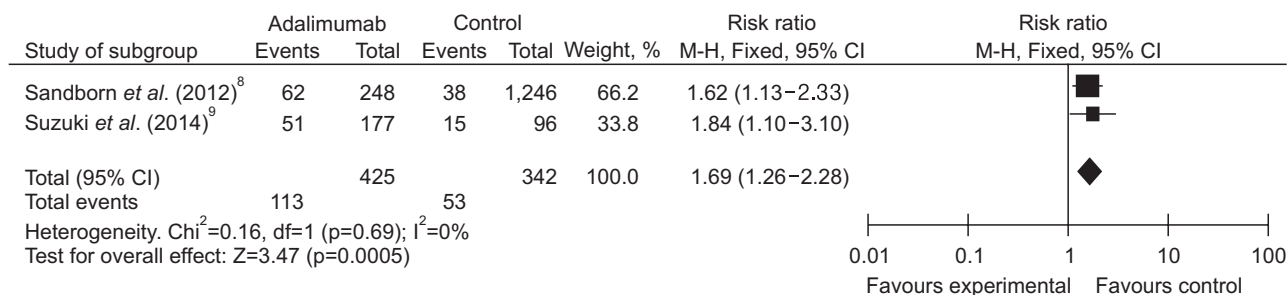 Adalimumab Control Risk ratio Risk ratio
Study of subgroup Events Total Events Total Weight, % M-H, Fixed, 95% CI M-H, Fixed, 95% CI
Sandborn et al. (2012)8 62 248 38 1,246 66.2 1.62 (1.13−2.33)
Suzuki et al. (2014)9 51 177 15 96 33.8 1.84 (1.10−3.10)
Total (95% CI) 425 342 100.0 1.69 (1.26−2.28)
Total events 113 53
Heterogeneity. Chi2=0.16, df=1 (p=0.69); I2=0%
Test for overall effect: Z=3.47 (p=0.0005)
0.01 0.1 1 10 100
Favours experimental Favours control